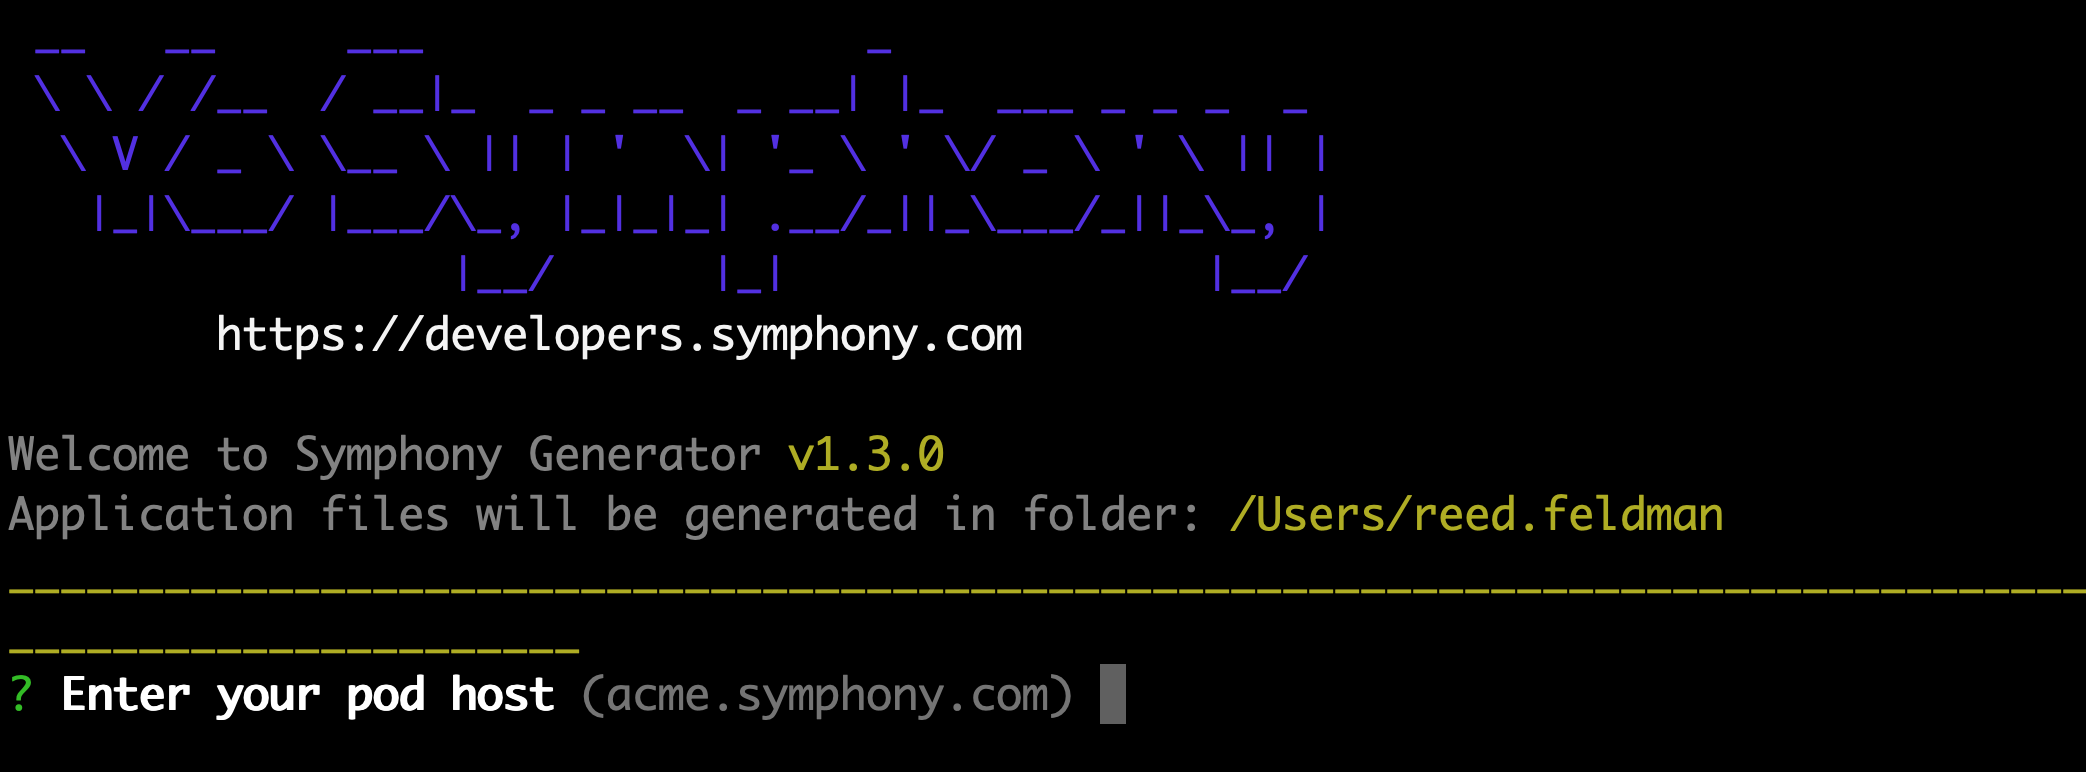 __   __     ___                 _
 \ \ / /__  / __|_  _ _ __  _ __| |_  ___ _ _ _  _
  \ V / _ \ \__ \ || | '  \| '_ \ ' \/ _ \ ' \ || |
   |_|\___/ |___/\_, |_|_|_| .__/_||_\___/_||_\_, |
                 |__/      |_|                |__/
https://developers.symphony.com
Welcome to Symphony Generator v1.3.0
Application files will be generated in folder: /Users/reed.feldman
--------------------------------------------------------------------------------
----------------------
? Enter your pod host (acme.symphony.com)